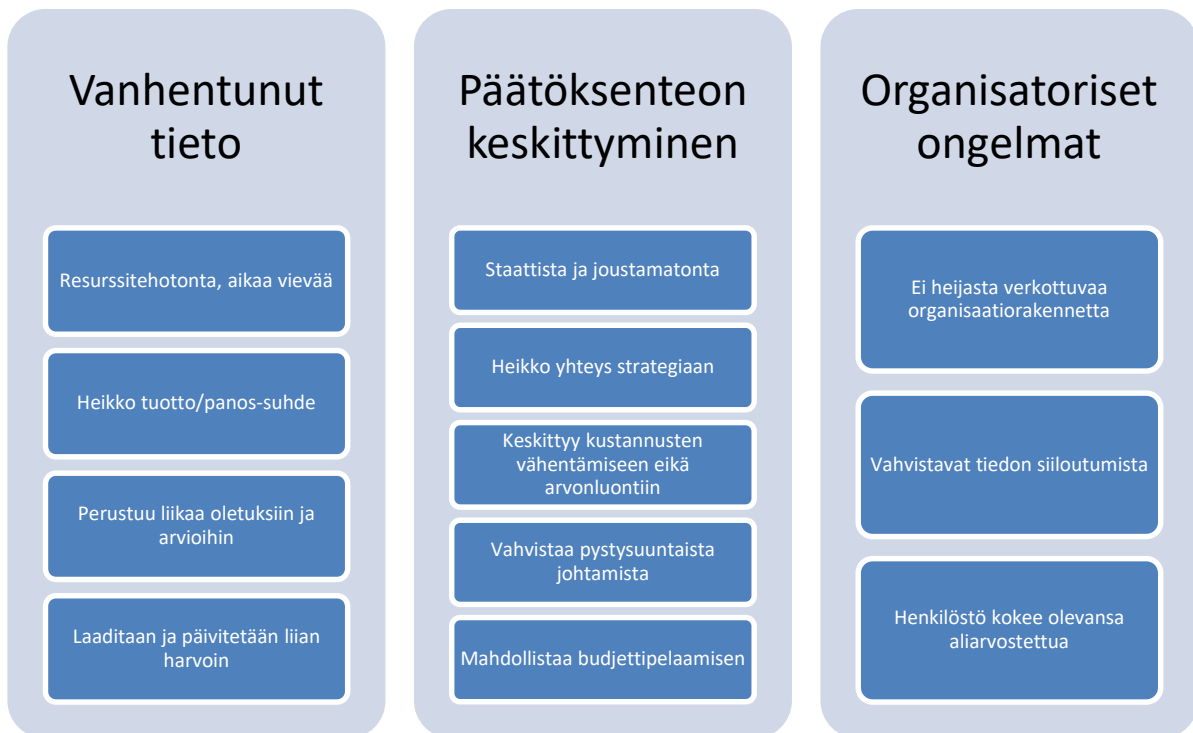 Vanhentunut
tieto
Resurssitehotonta, aikaa vievää
Heikko tuotto/panos-suhde
Perustuu liikaa oletuksiin ja
arvioihin
Laaditaan ja päivitetään liian
harvoin
Päätöksenteon
keskittyminen
Staattista ja joustamatonta
Heikko yhteys strategiaan
Keskittyy kustannusten
vähentämiseen eikä
arvonluontiin
Vahvistaa pystysuuntaista
johtamista
Mahdollistaa budjettipelaamisen
Organisatoriset
ongelmat
Ei heijasta verkottuvaa
organisaatiorakennetta
Vahvistavat tiedon siiloutumista
Henkilöstö kokee olevansa
aliarvostettua